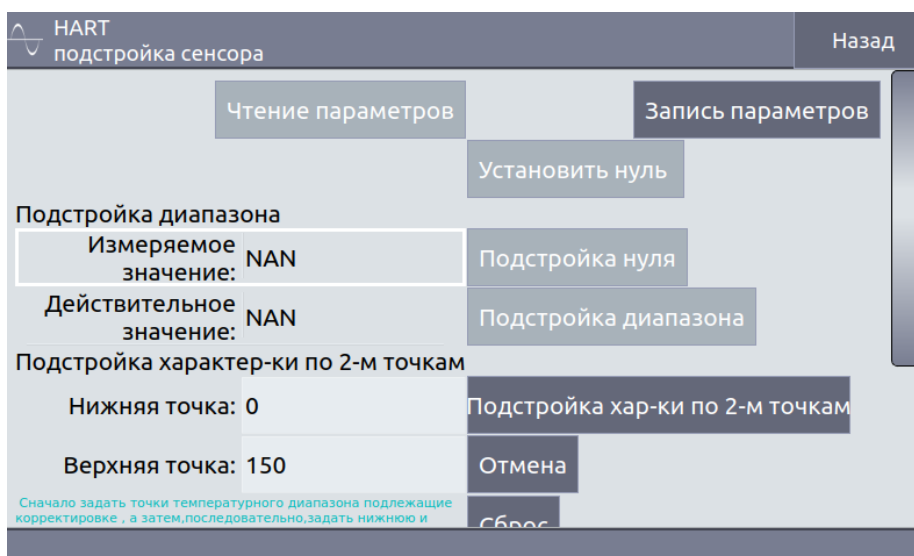 HART
подстройка сенсора
Назад
Чтение параметров
Запись параметров
Установить нуль
Подстройка диапазона
Измеряемое
значение:
NAN
Подстройка нуля
Действительное
значение:
NAN
Подстройка диапазона
Подстройка характер-ки по 2-м точкам
Нижняя точка:
0
Подстройка хар-ки по 2-м точкам
Верхняя точка:
150
Отмена
Сначало задать точки температурного диапазона подлежащие
корректировке , а затем,последовательно,задать нижнюю и
Сброс